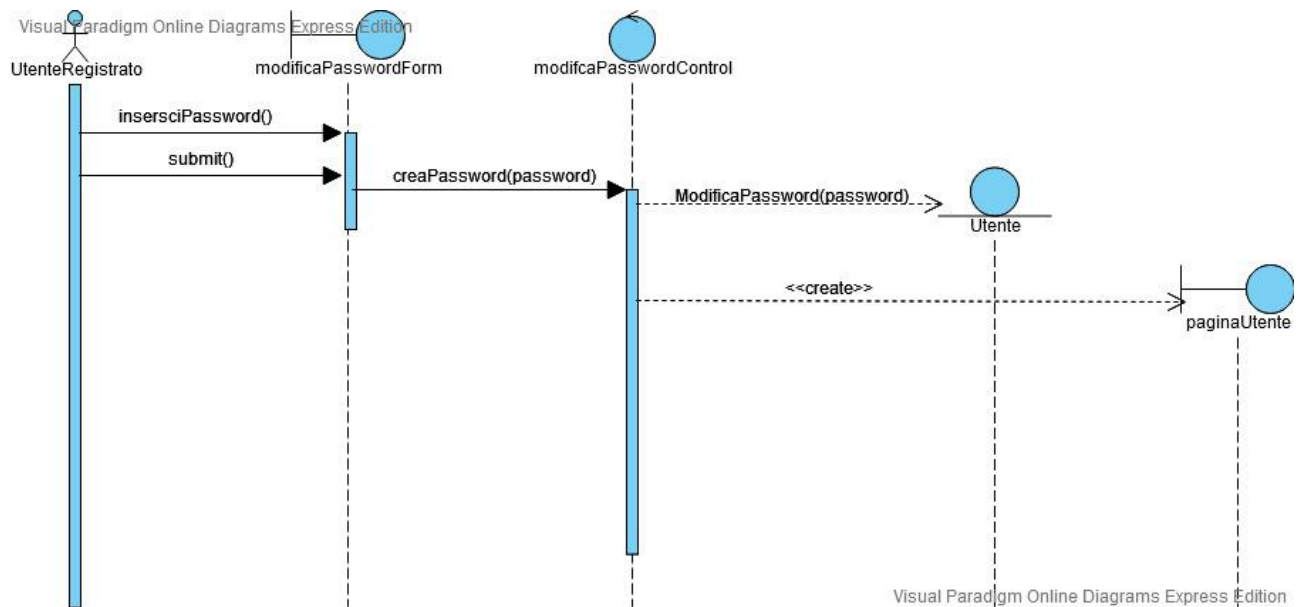 Visual Paradigm Online Diagrams Express Edition
UtenteRegistrato
modificaPasswordForm
modifcaPasswordControl
insersciPassword()
submit()
creaPassword(password)
ModificaPassword(password)
Utente
<<create>>
paginaUtente
Visual Paradigm Online Diagrams Express Edition